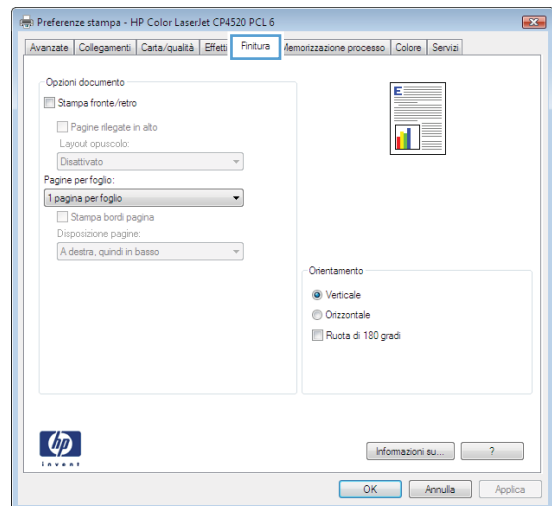 Preferenze stampa - HP Color LaserJet CP4520 PCL 6
Avanzate Collegamenti Carta/qualità Effetti Finitura Memorizzazione processo Colore Servizi
Opzioni documento
E
Stampa fronte/retro
Pagine rilegate in alto
Layout opuscolo:
Disattivato
Pagine per foglio:
1 pagina per foglio
Stampa bordi pagina
Disposizione pagine:
A destra, quindi in basso
Orientamento
Verticale
Orizzontale
Ruota di 180 gradi
hp
invent
Informazioni su... ?
OK Annulla Applica